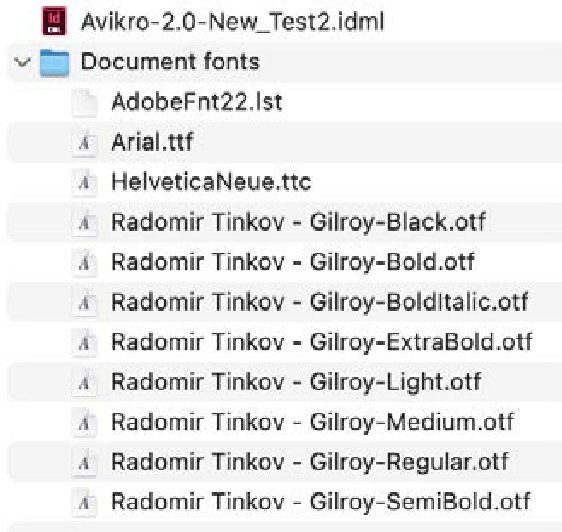 Avikro-2.0-New_Test2.idml
Document fonts
AdobeFnt22.lst
Arial.ttf
HelveticaNeue.ttc
Radomir Tinkov - Gilroy-Black.otf
Radomir Tinkov - Gilroy-Bold.otf
Radomir Tinkov - Gilroy-BoldItalic.otf
Radomir Tinkov - Gilroy-ExtraBold.otf
Radomir Tinkov - Gilroy-Light.otf
Radomir Tinkov - Gilroy-Medium.otf
Radomir Tinkov - Gilroy-Regular.otf
Radomir Tinkov - Gilroy-SemiBold.otf